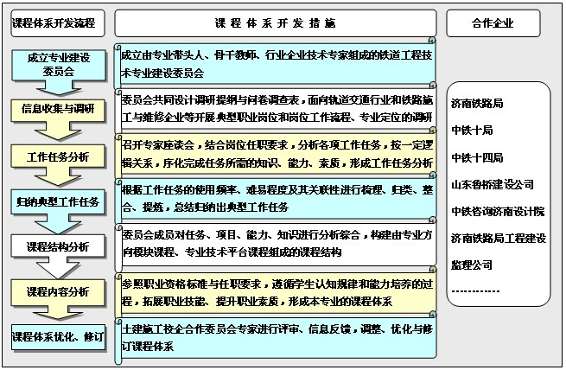 课程体系开发流程
课 程 体 系 开 发 措 施
合作企业
成立专业建设
委员会
成立由专业带头人、骨干教师、行业企业技术专家组成的铁道工程技
术专业建设委员会
信息收集与调研
委员会共同设计调研提纲与问卷调查表，面向轨道交通行业和铁路施
工与维修企业等开展典型职业岗位和岗位工作流程、专业定位的调研
工作任务分析
召开专家座谈会，结合岗位任职要求，分析各项工作任务，按一定逻
辑关系，序化完成任务所需的知识、能力、素质，形成工作任务分析
归纳典型工作任务
根据工作任务的使用频率、难易程度及其关联性进行梳理、归类、整
合、提炼，总结归纳出典型工作任务
课程结构分析
委员会成员对任务、项目、能力、知识进行分析综合，构建由专业方
向模块课程、专业技术平台课程组成的课程结构
课程内容分析
参照职业资格标准与任职要求，遵循学生认知规律和能力培养的过
程，拓展职业技能、提升职业素质，形成本专业的课程体系
课程体系优化、修订
土建施工校企合作委员会专家进行评审、信息反馈，调整、优化与修
订课程体系
济南铁路局
中铁十局
中铁十四局
山东鲁桥建设公司
中铁咨询济南设计院
济南铁路局工程建设
监理公司
------------